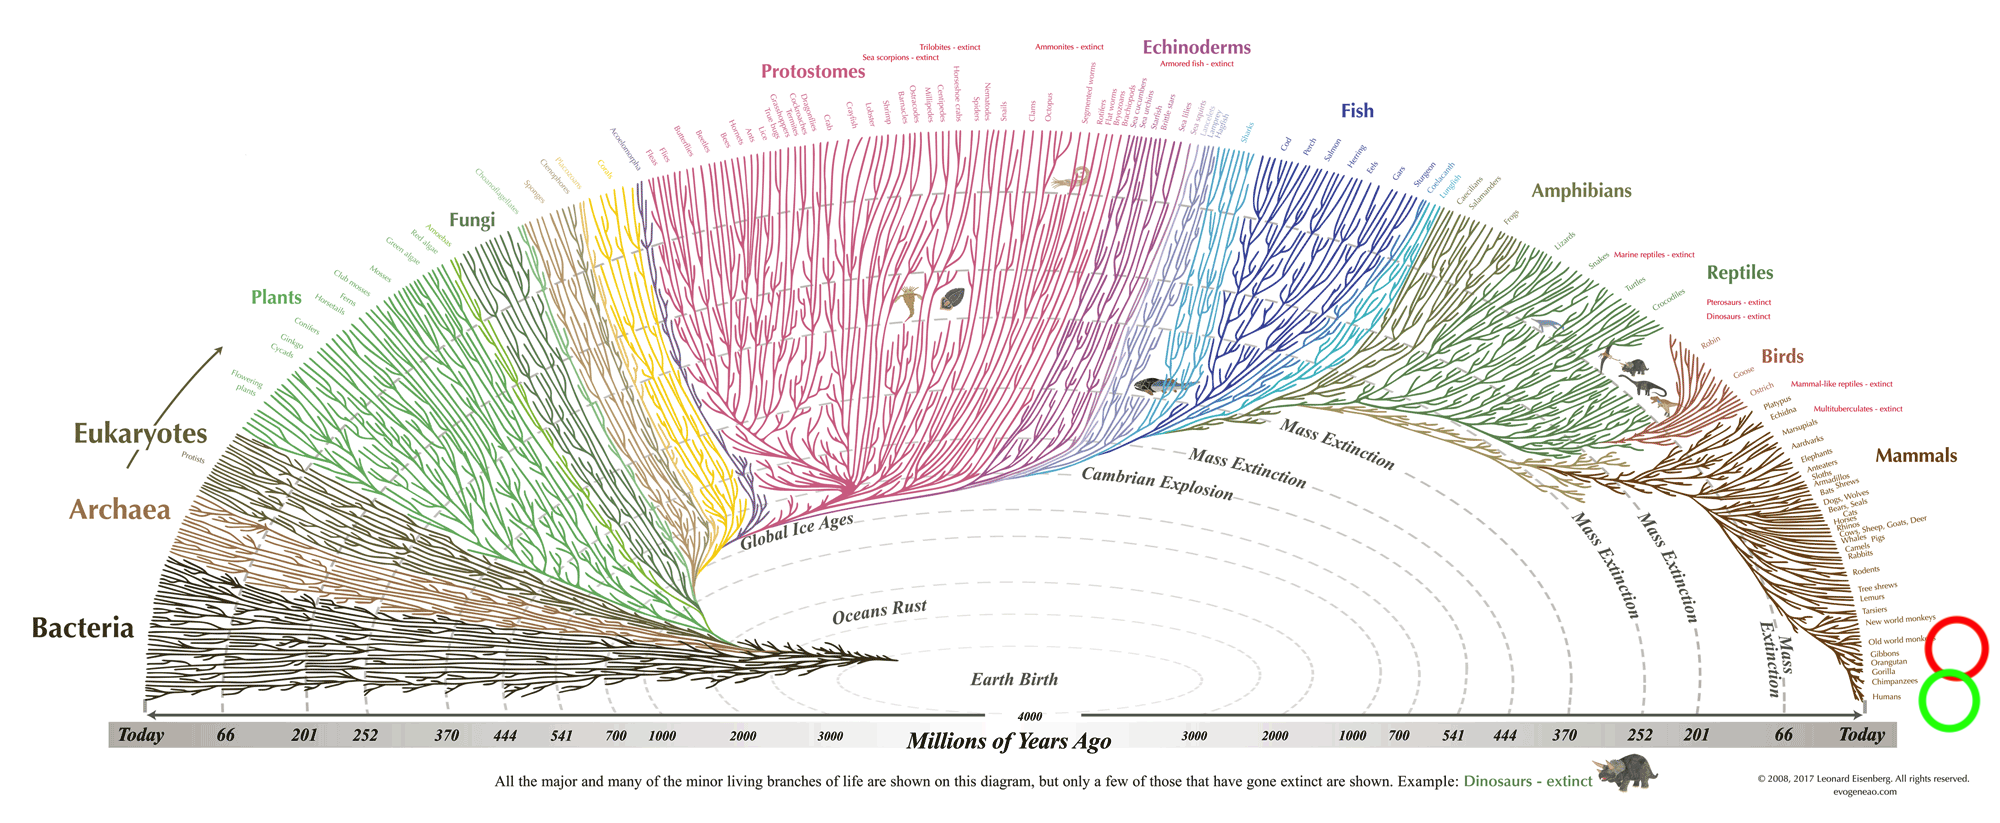 Echinoderms
Trilobites - extinct
Ammonites - extinct
Sea scorpions - extinct
Armored fish - extinct
Protostomes
Fish
Fungi
Amphibians
Plants
Reptiles
Birds
Eukaryotes
Mammals
Archaea
Bacteria
Protists
Flowering
plants
Cycads
Ginkgo
Conifers
Horsetails
Ferns
Club mosses
Mosses
Green algae
Red algae
Amoebas
Choanoflagellates
Sponges
Ctenophores
Placozoans
Corals
Acoelomorpha
Fleas
Flies
Butterflies
Beetles
Bees
Hornets
Ants
Lice
True bugs
Grasshoppers
Termites
Cockroaches
Dragonflies
Crab
Crayfish
Lobster
Shrimp
Barnacles
Ostracodes
Millipedes
Centipedes
Horseshoe crabs
Spiders
Nematodes
Snails
Clams
Octopus
Segmented worms
Rotifers
Flat worms
Bryozoans
Brachiopods
Sea cucumbers
Sea urchins
Starfish
Brittle stars
Sea lilies
Sea squirts
Lancelets
Lamprey
Hagfish
Sharks
Cod
Perch
Salmon
Herring
Eels
Gars
Sturgeon
Coelacanth
Lungfish
Caecilians
Salamanders
Frogs
Lizards
Snakes
Marine reptiles - extinct
Turtles
Crocodiles
Pterosaurs - extinct
Dinosaurs - extinct
Robin
Goose
Ostrich
Mammal-like reptiles - extinct
Platypus
Echidna
Multituberculates - extinct
Marsupials
Aardvarks
Elephants
Anteaters
Sloths
Armadillos
Bats Shrews
Dogs, Wolves
Bears, Seals
Cats
Horses
Rhinos
Cows, Sheep, Goats, Deer
Whales Pigs
Camels
Rabbits
Rodents
Tree shrews
Lemurs
Tarsiers
New world monkeys
Old world monkeys
Gibbons
Orangutan
Gorilla
Chimpanzees
Humans
Mass Extinction
Mass Extinction
Cambrian Explosion
Global Ice Ages
Oceans Rust
Earth Birth
Mass Extinction
Mass Extinction
Mass
Extinction
4000
Today 66 201 252 370 444 541 700 1000 2000 3000 Millions of Years Ago 3000 2000 1000 700 541 444 370 252 201 66 Today
All the major and many of the minor living branches of life are shown on this diagram, but only a few of those that have gone extinct are shown. Example: Dinosaurs - extinct
© 2008, 2017 Leonard Eisenberg. All rights reserved.
evogeneao.com